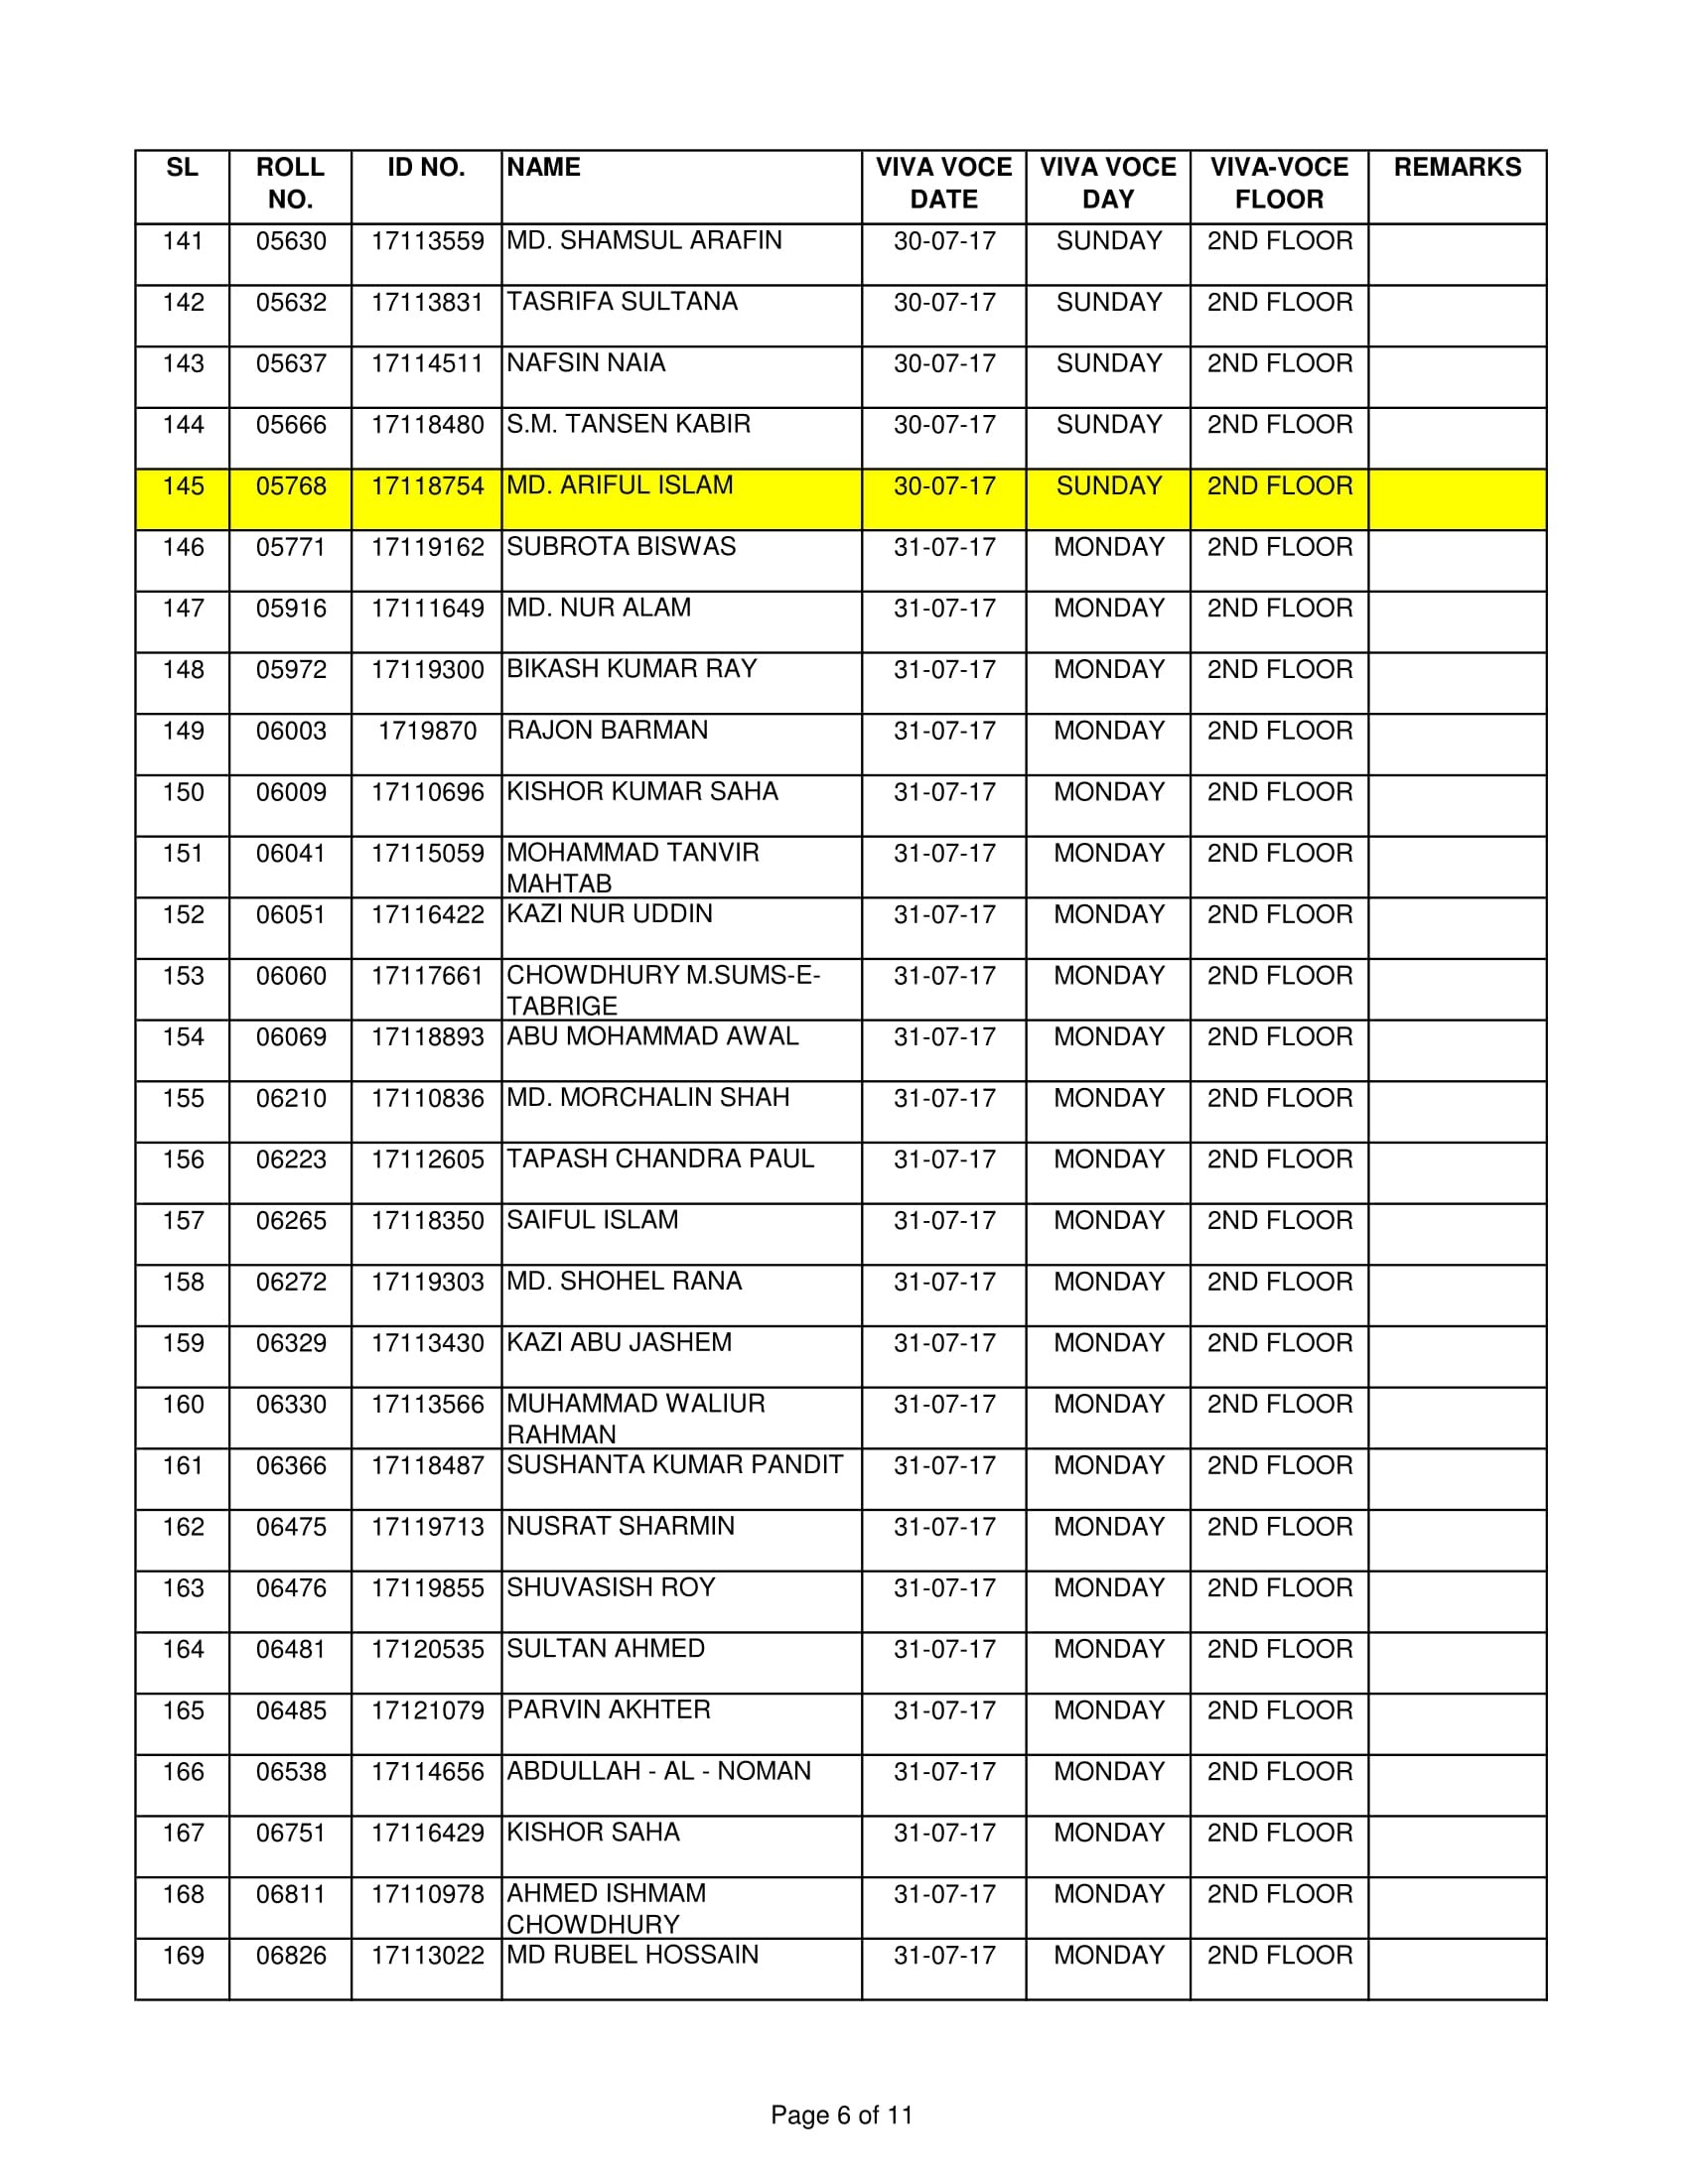 SL ROLL NO. ID NO. NAME VIVA VOCE DATE VIVA VOCE DAY VIVA-VOCE FLOOR REMARKS
141 05630 17113559 MD. SHAMSUL ARAFIN 30-07-17 SUNDAY 2ND FLOOR
142 05632 17113831 TASRIFA SULTANA 30-07-17 SUNDAY 2ND FLOOR
143 05637 17114511 NAFSIN NAIA 30-07-17 SUNDAY 2ND FLOOR
144 05666 17118480 S.M. TANSEN KABIR 30-07-17 SUNDAY 2ND FLOOR
145 05768 17118754 MD. ARIFUL ISLAM 30-07-17 SUNDAY 2ND FLOOR
146 05771 17119162 SUBROTA BISWAS 31-07-17 MONDAY 2ND FLOOR
147 05916 17111649 MD. NUR ALAM 31-07-17 MONDAY 2ND FLOOR
148 05972 17119300 BIKASH KUMAR RAY 31-07-17 MONDAY 2ND FLOOR
149 06003 1719870 RAJON BARMAN 31-07-17 MONDAY 2ND FLOOR
150 06009 17110696 KISHOR KUMAR SAHA 31-07-17 MONDAY 2ND FLOOR
151 06041 17115059 MOHAMMAD TANVIR MAHTAB 31-07-17 MONDAY 2ND FLOOR
152 06051 17116422 KAZI NUR UDDIN 31-07-17 MONDAY 2ND FLOOR
153 06060 17117661 CHOWDHURY M.SUMS-E-TABRIGE 31-07-17 MONDAY 2ND FLOOR
154 06069 17118893 ABU MOHAMMAD AWAL 31-07-17 MONDAY 2ND FLOOR
155 06210 17110836 MD. MORCHALIN SHAH 31-07-17 MONDAY 2ND FLOOR
156 06223 17112605 TAPASH CHANDRA PAUL 31-07-17 MONDAY 2ND FLOOR
157 06265 17118350 SAIFUL ISLAM 31-07-17 MONDAY 2ND FLOOR
158 06272 17119303 MD. SHOHEL RANA 31-07-17 MONDAY 2ND FLOOR
159 06329 17113430 KAZI ABU JASHEM 31-07-17 MONDAY 2ND FLOOR
160 06330 17113566 MUHAMMAD WALIUR RAHMAN 31-07-17 MONDAY 2ND FLOOR
161 06366 17118487 SUSHANTA KUMAR PANDIT 31-07-17 MONDAY 2ND FLOOR
162 06475 17119713 NUSRAT SHARMIN 31-07-17 MONDAY 2ND FLOOR
163 06476 17119855 SHUVASISH ROY 31-07-17 MONDAY 2ND FLOOR
164 06481 17120535 SULTAN AHMED 31-07-17 MONDAY 2ND FLOOR
165 06485 17121079 PARVIN AKHTER 31-07-17 MONDAY 2ND FLOOR
166 06538 17114656 ABDULLAH - AL - NOMAN 31-07-17 MONDAY 2ND FLOOR
167 06751 17116429 KISHOR SAHA 31-07-17 MONDAY 2ND FLOOR
168 06811 17110978 AHMED ISHMAM CHOWDHURY 31-07-17 MONDAY 2ND FLOOR
169 06826 17113022 MD RUBEL HOSSAIN 31-07-17 MONDAY 2ND FLOOR
Page 6 of 11